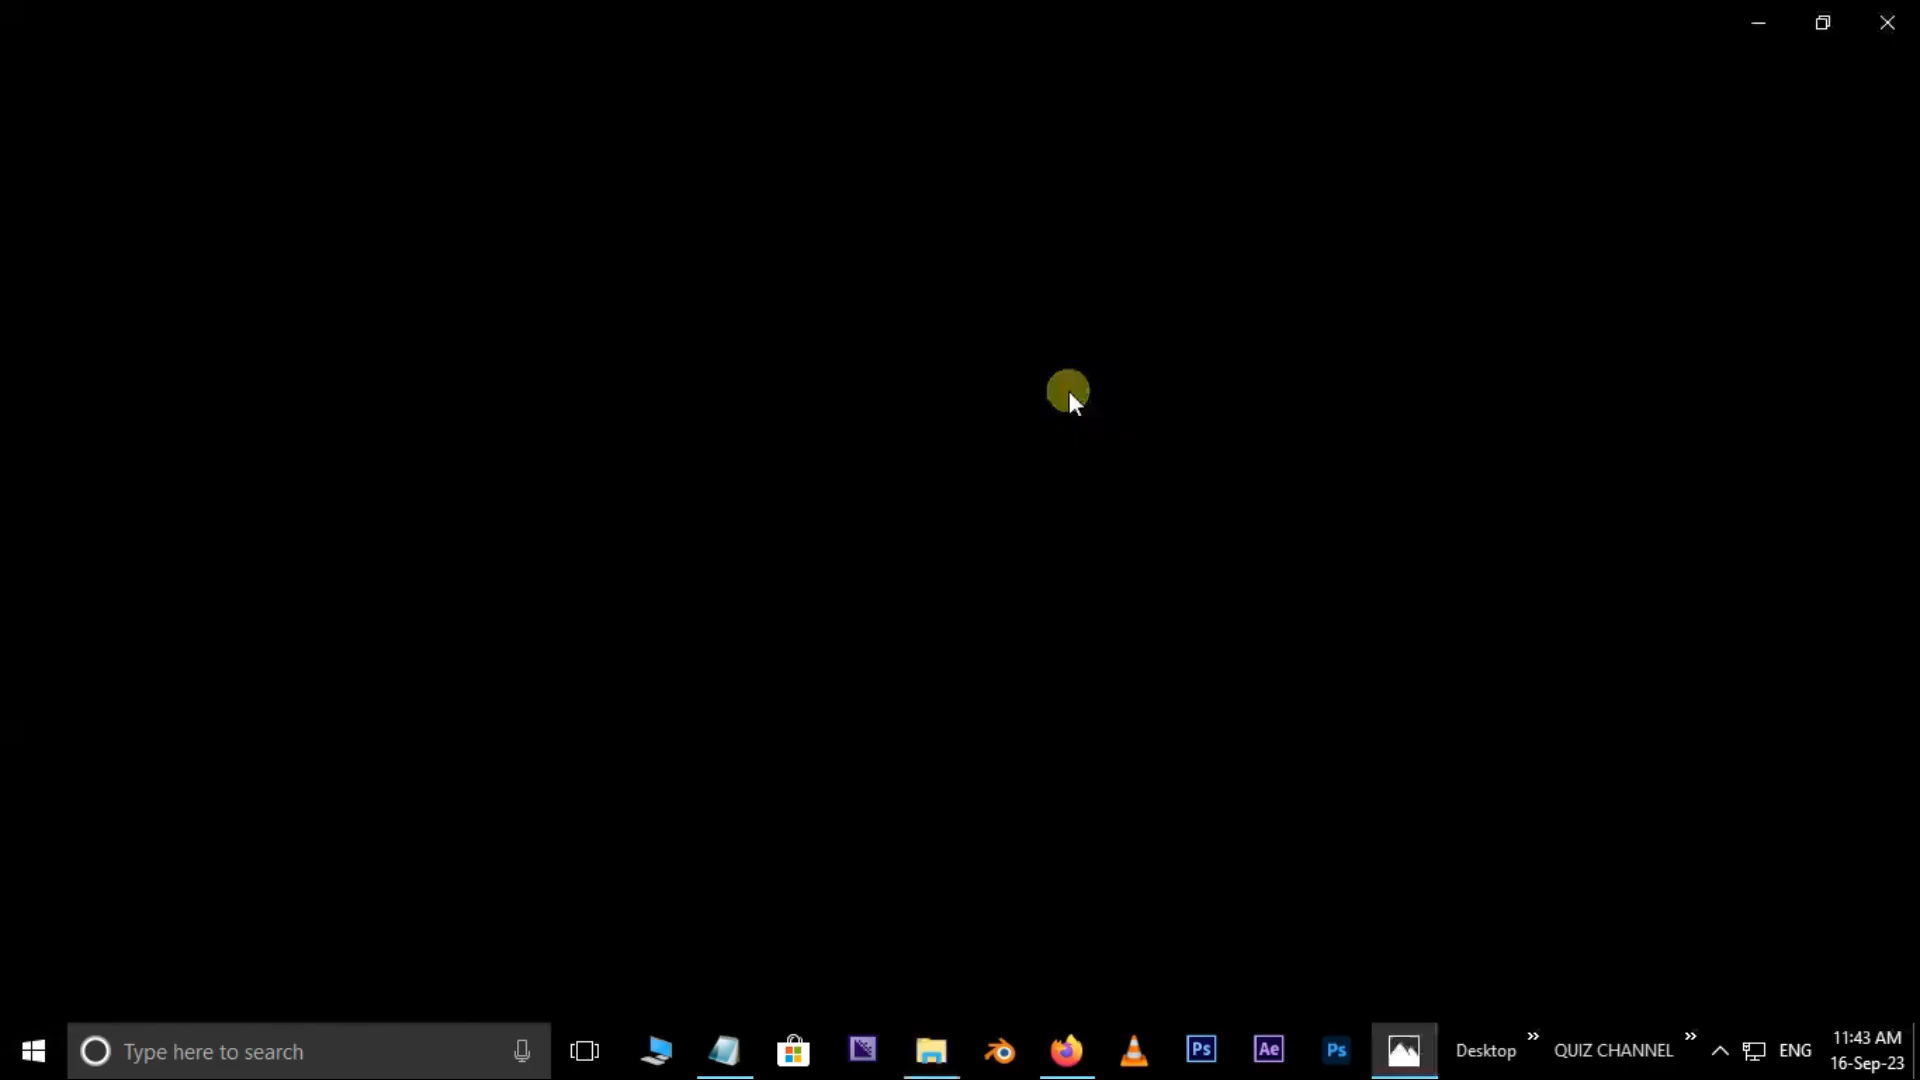 Type here to search
Ps
Ae
Ps
Desktop
»
QUIZ CHANNEL
»
ENG
11:43 AM
16-Sep-23